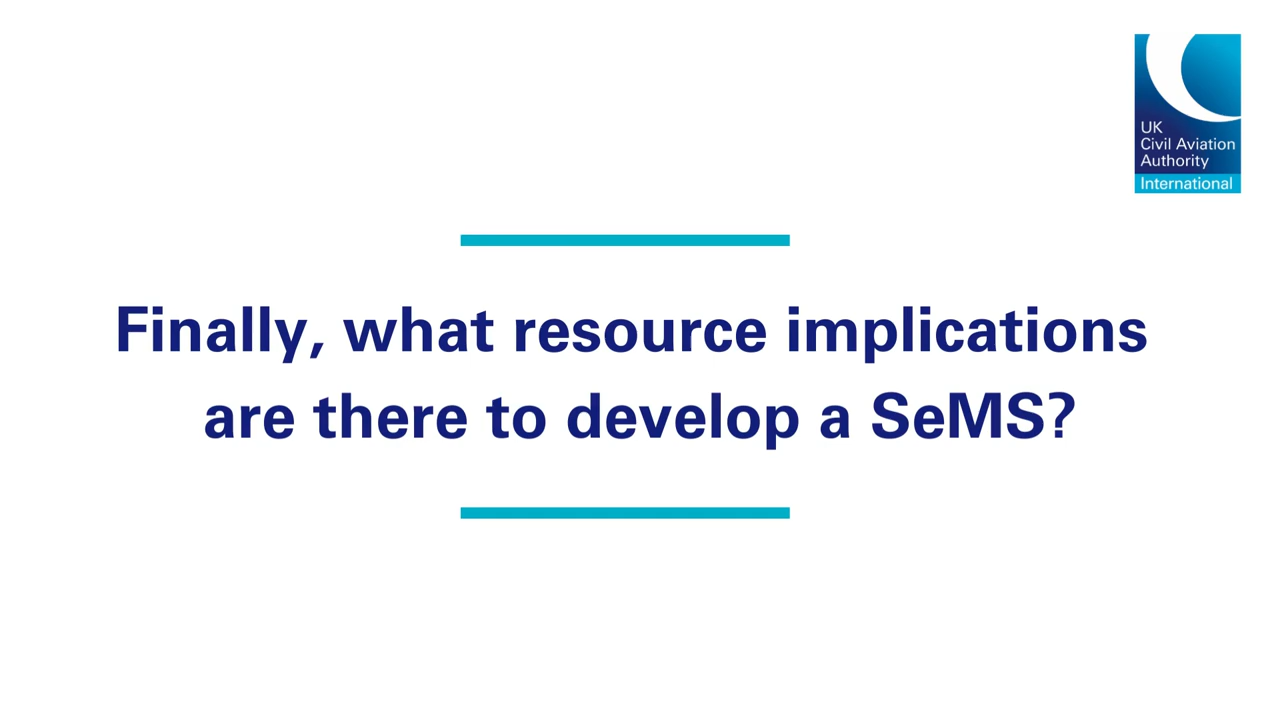 UK
Civil Aviation
Authority
International
Finally, what resource implications
are there to develop a SeMS?